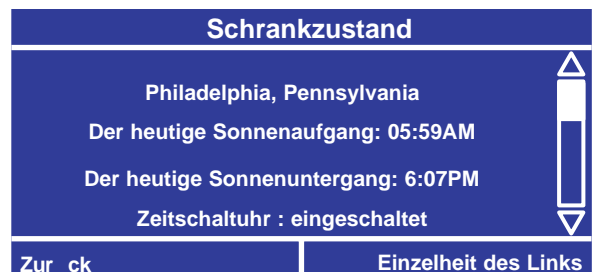 Schrankzustand
Philadelphia, Pennsylvania
Der heutige Sonnenaufgang: 05:59AM
Der heutige Sonnenuntergang: 6:07PM
Zeitschaltuhr : eingeschaltet
Zur ck
Einzelheit des Links